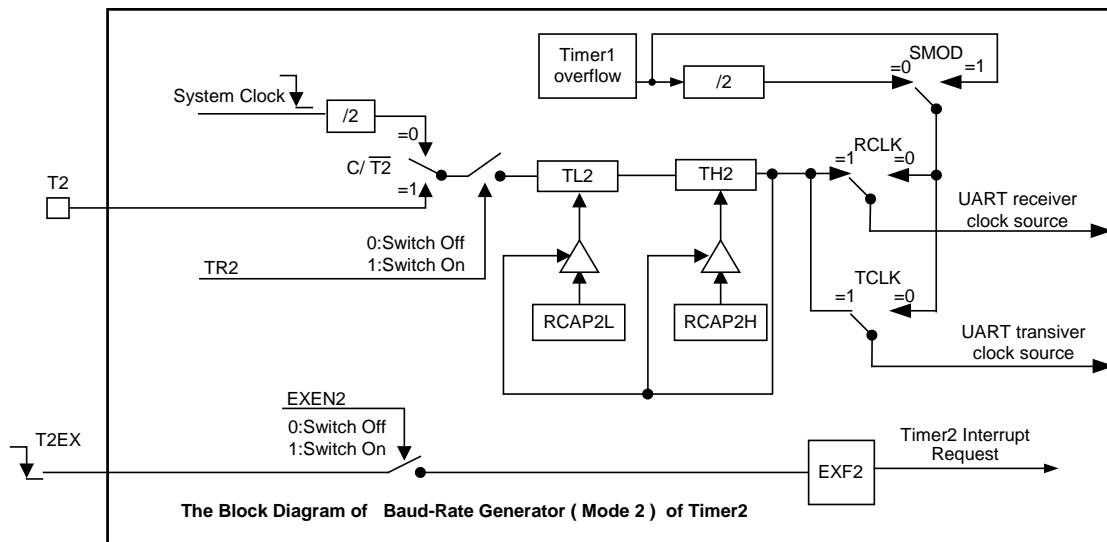 Timer1
overflow
/2
SMOD
=0
=1
System Clock
/2
=0
C/ T2
=1
T2
TL2
TH2
RCLK
=1
=0
UART receiver
clock source
0:Switch Off
1:Switch On
TR2
RCAP2L
RCAP2H
TCLK
=1
=0
UART transiver
clock source
EXEN2
0:Switch Off
1:Switch On
T2EX
EXF2
Timer2 Interrupt
Request
The Block Diagram of Baud-Rate Generator ( Mode 2 ) of Timer2